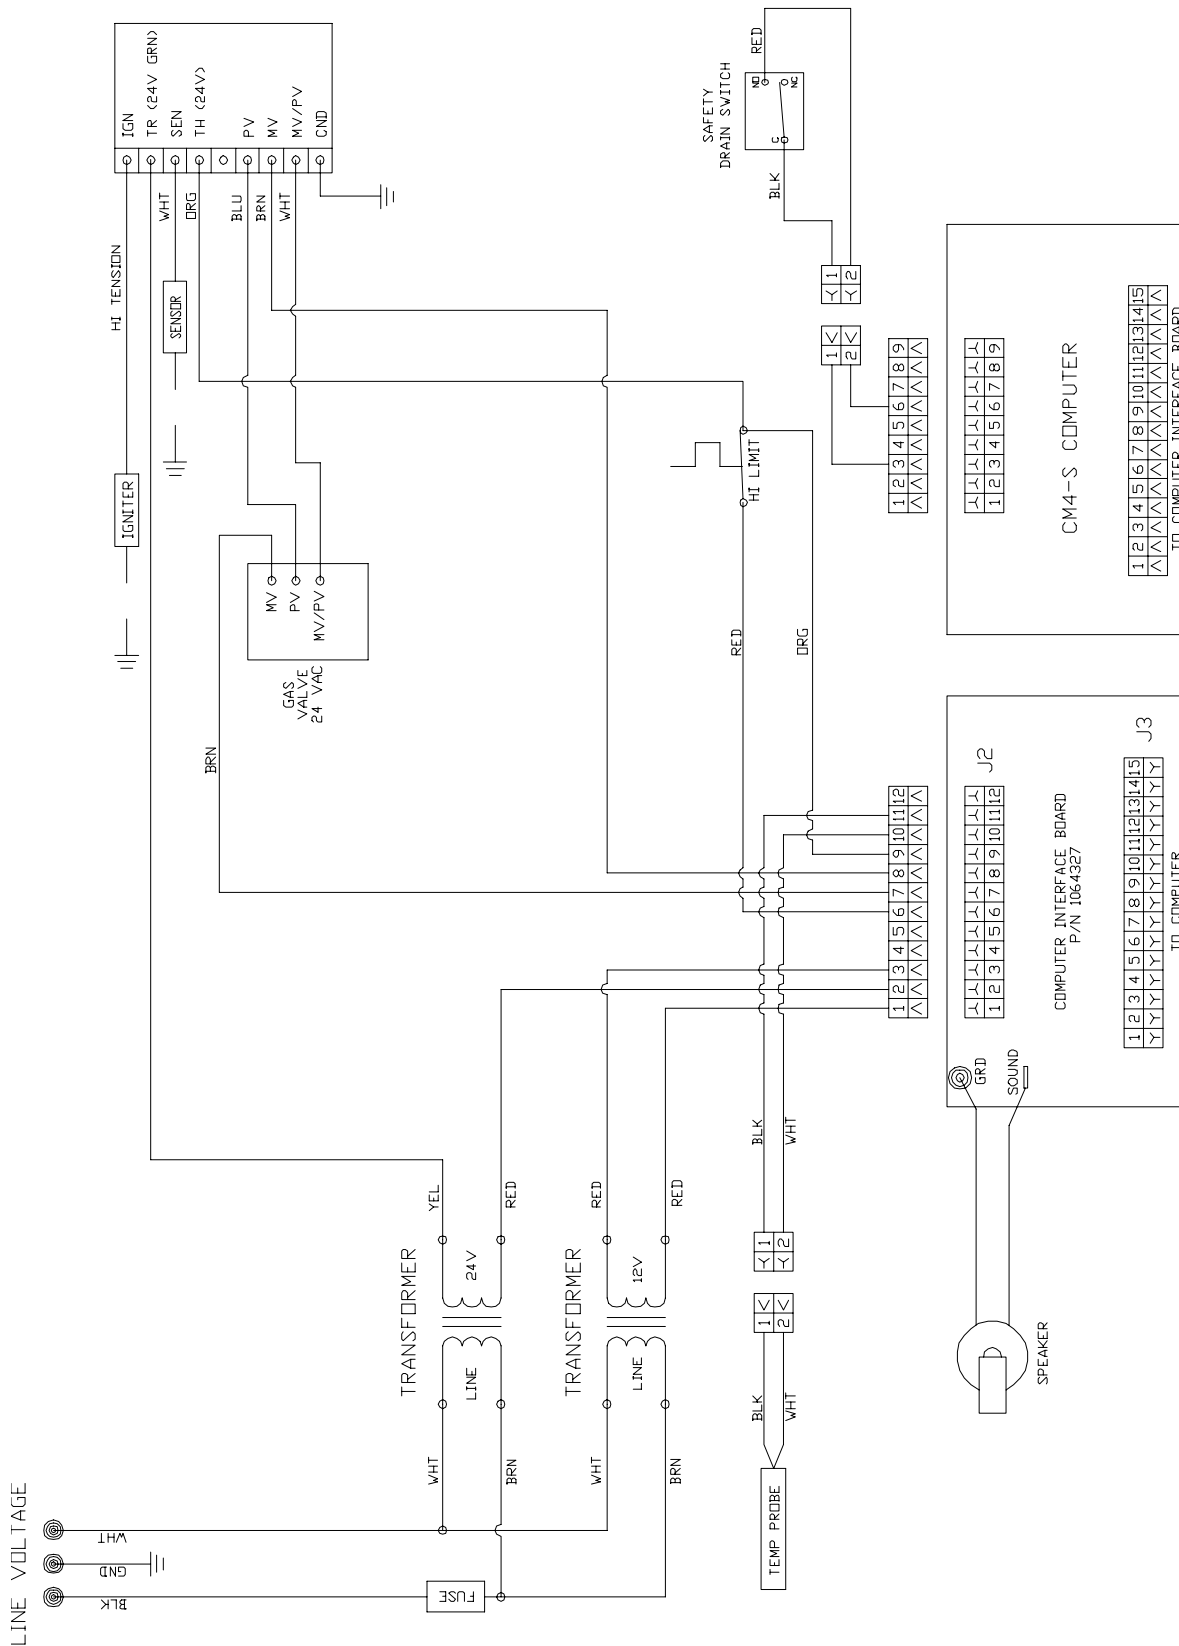 LINE VOLTAGE
BLK
GND
WHT
FUSE
WHT
BRN
WHT
BRN
TRANSFORMER
LINE
24V
YEL
RED
TRANSFORMER
LINE
12V
RED
RED
TEMP PROBE
BLK
WHT
1
2
1
2
BLK
WHT
SPEAKER
GRD
SOUND
COMPUTER INTERFACE BOARD
P/N 1064327
J2
J3
1 2 3 4 5 6 7 8 9 10 11 12
1 2 3 4 5 6 7 8 9 10 11 12
1 2 3 4 5 6 7 8 9 10 11 12 13 14 15
TO COMPUTER
BRN
GAS
VALVE
24 VAC
MV
PV
MV/PV
IGNITER
SENSOR
HI TENSION
WHT
ORG
BLU
BRN
WHT
IGN
TR (24V GRN)
SEN
TH (24V)
PV
MV
MV/PV
GND
RED
ORG
HI LIMIT
SAFETY
DRAIN SWITCH
BLK
RED
C
NO
NC
1
2
1
2
1 2 3 4 5 6 7 8 9
1 2 3 4 5 6 7 8 9
CM4-S COMPUTER
1 2 3 4 5 6 7 8 9 10 11 12 13 14 15
TO COMPUTER INTERFACE BOARD